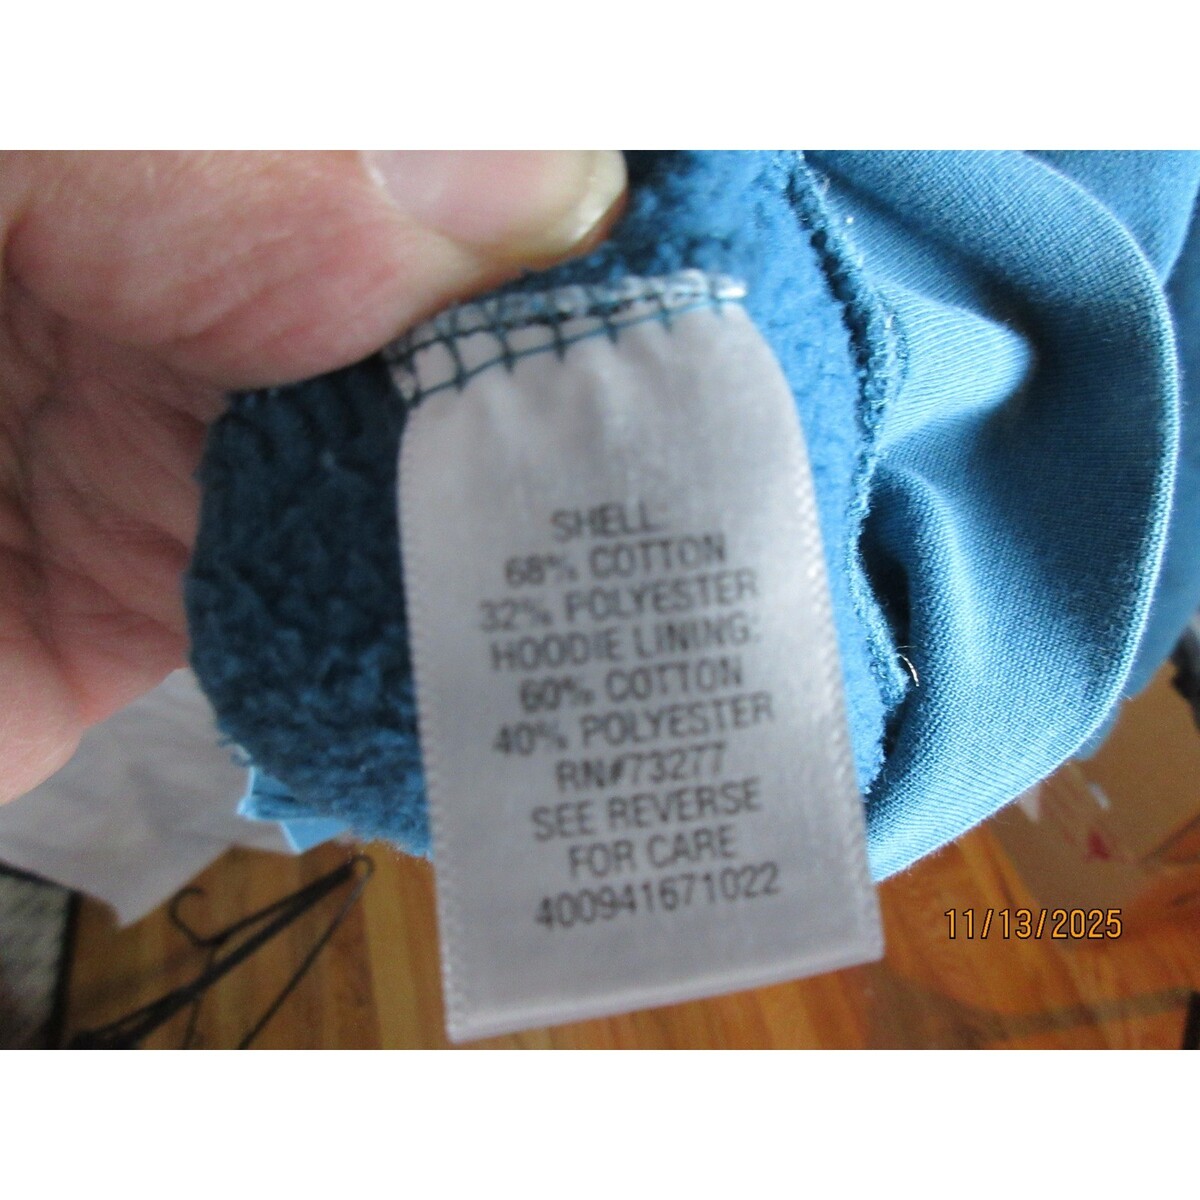 SHELL:
68% COTTON
32% POLYESTER
HOODIE LINING:
60% COTTON
40% POLYESTER
RN#73277
SEE REVERSE
FOR CARE
400941671022
11/13/2025